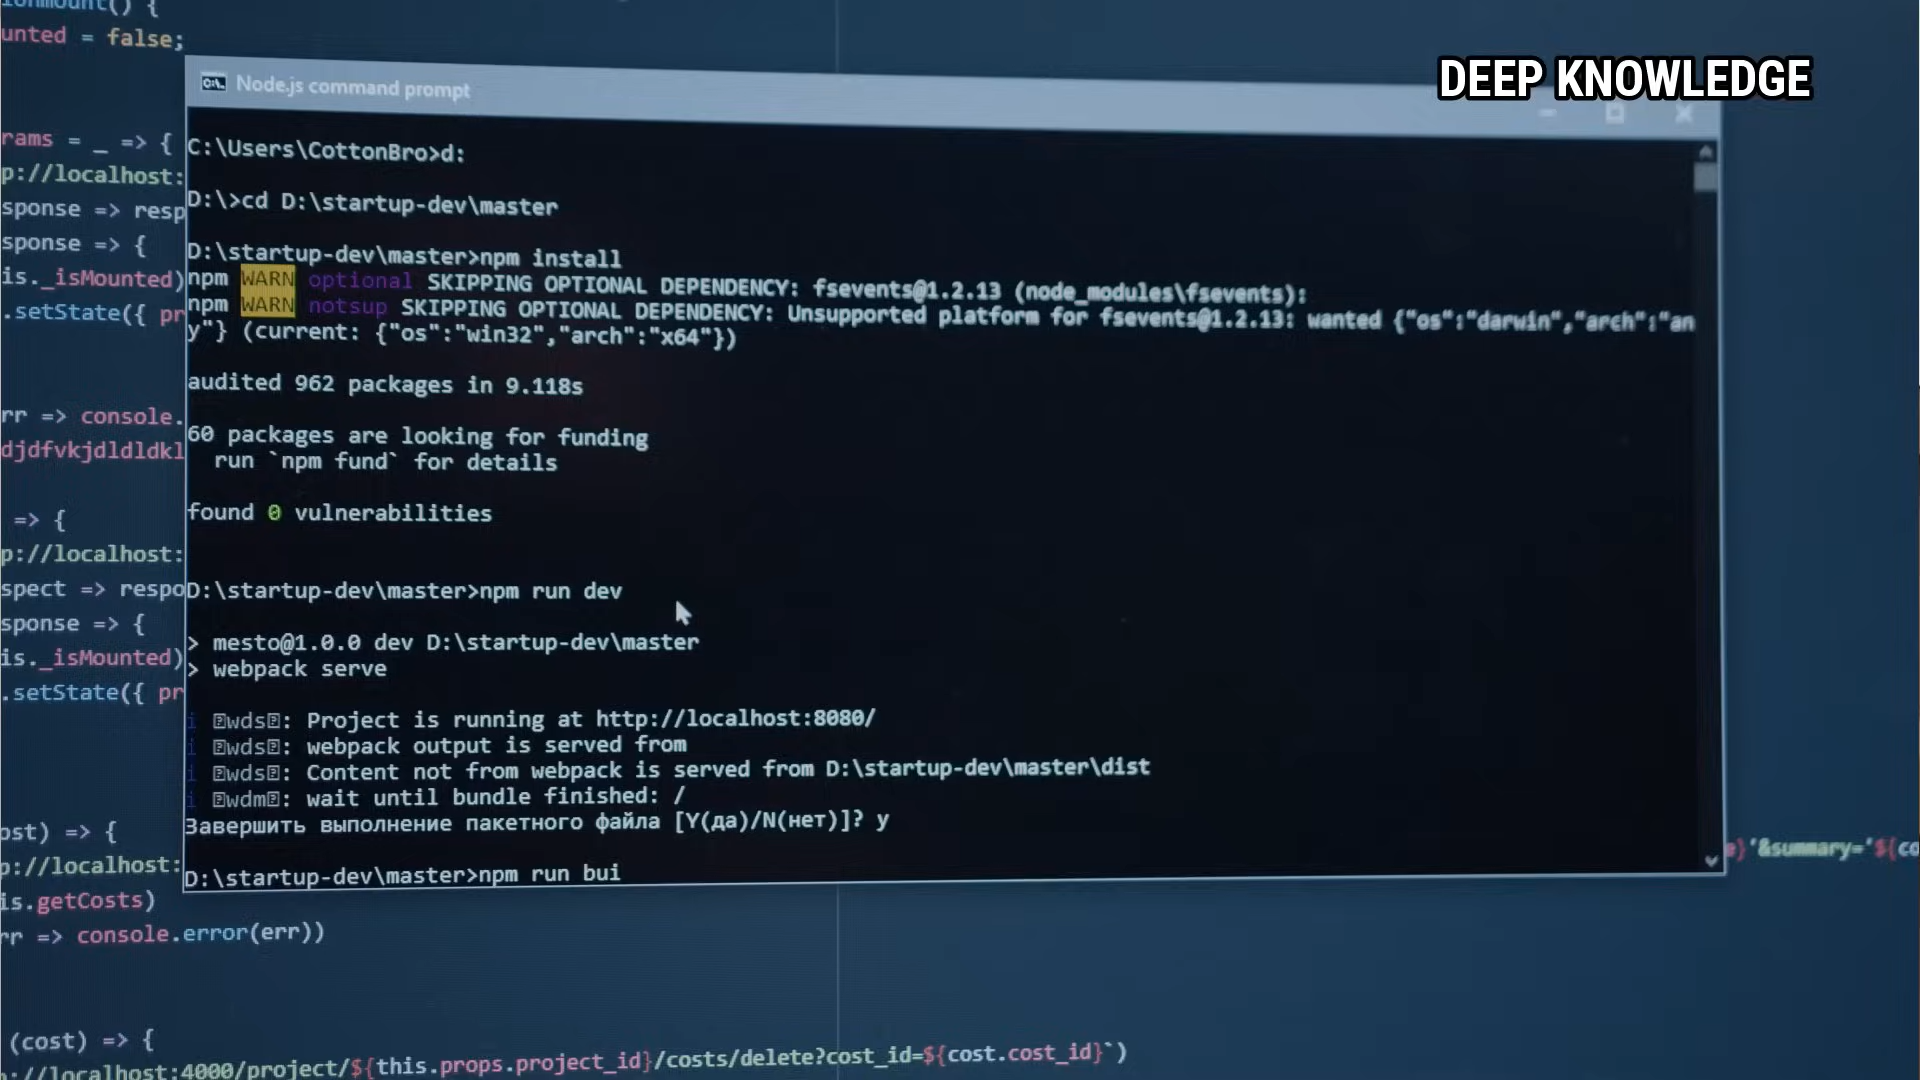 onmount() {
unted = false;
DEEP KNOWLEDGE
Node.js command prompt
C:\Users\CottonBro>d:
rams = _ => {
p://localhost:
D:\>cd D:\startup-dev\master
sponse => resp
sponse => {
D:\startup-dev\master>npm install
is._isMounted)
npm WARN optional SKIPPING OPTIONAL DEPENDENCY: fsevents@1.2.13 (node_modules\fsevents):
.setState({ pr
npm WARN notsup SKIPPING OPTIONAL DEPENDENCY: Unsupported platform for fsevents@1.2.13: wanted {"os":"darwin","arch":"an
y"} (current: {"os":"win32","arch":"x64"})
audited 962 packages in 9.118s
rr => console.
60 packages are looking for funding
djdfvkjdldldkl
run `npm fund` for details
found 0 vulnerabilities
=> {
p://localhost:
spect => respo
D:\startup-dev\master>npm run dev
sponse => {
> mesto@1.0.0 dev D:\startup-dev\master
is._isMounted)
> webpack serve
.setState({ pr
i wds: Project is running at http://localhost:8080/
i wds: webpack output is served from
i wds: Content not from webpack is served from D:\startup-dev\master\dist
i wdm: wait until bundle finished: /
Завершить выполнение пакетного файла [Y(да)/N(нет)]? y
ost) => {
}'&summary='${co
p://localhost:
D:\startup-dev\master>npm run bui
is.getCosts)
rr => console.error(err))
(cost) => {
p://localhost:4000/project/${this.props.project_id}/costs/delete?cost_id=${cost.cost_id}`)